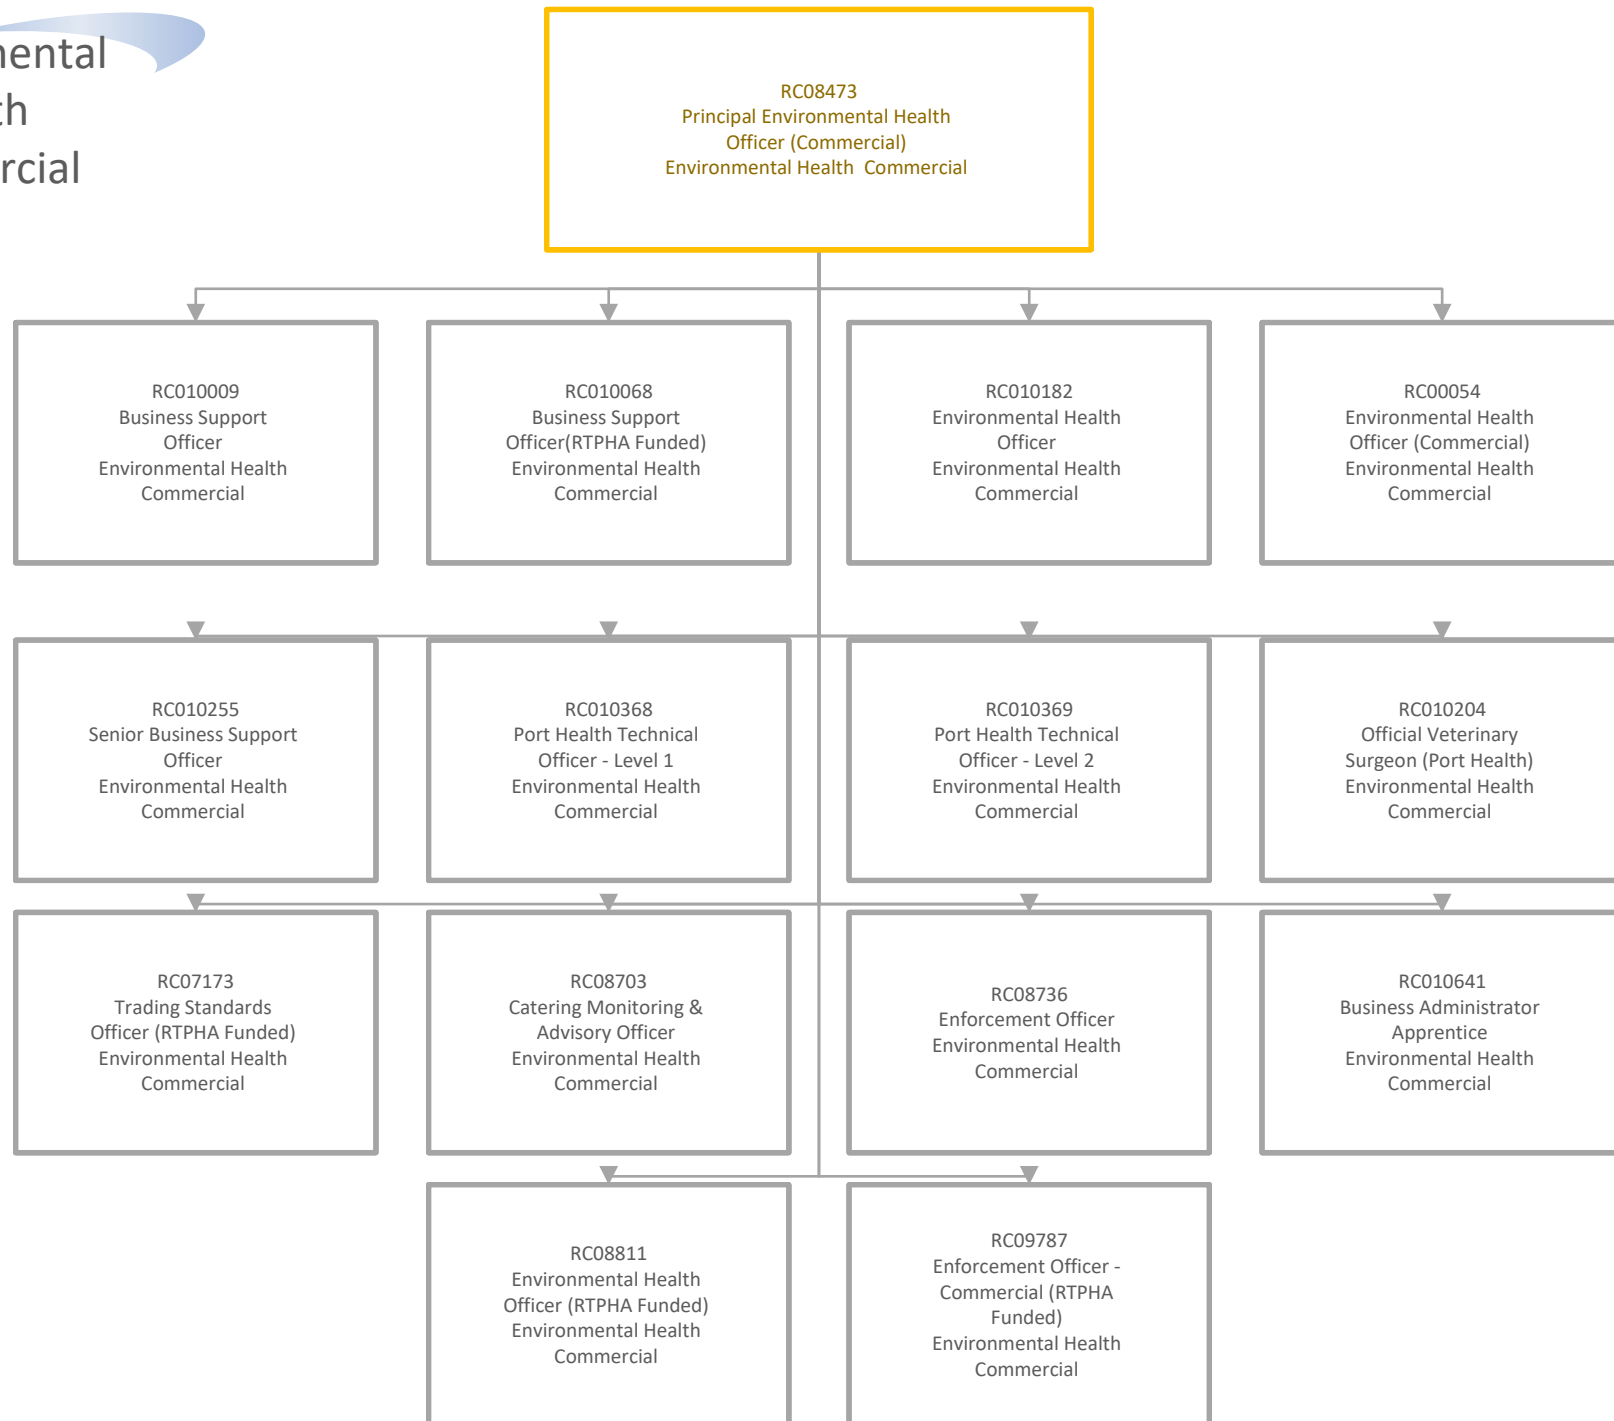 RC08473
Principal Environmental Health
Officer (Commercial)
Environmental Health  Commercial
RC010009
Business Support
Officer
Environmental Health
Commercial
RC010068
Business Support
Officer(RTPHA Funded)
Environmental Health
Commercial
RC010182
Environmental Health
Officer
Environmental Health
Commercial
RC00054
Environmental Health
Officer (Commercial)
Environmental Health
Commercial
RC010255
Senior Business Support
Officer
Environmental Health
Commercial
RC010368
Port Health Technical
Officer - Level 1
Environmental Health
Commercial
RC010369
Port Health Technical
Officer - Level 2
Environmental Health
Commercial
RC010204
Official Veterinary
Surgeon (Port Health)
Environmental Health
Commercial
RC07173
Trading Standards
Officer (RTPHA Funded)
Environmental Health
Commercial
RC08703
Catering Monitoring &
Advisory Officer
Environmental Health
Commercial
RC08736
Enforcement Officer
Environmental Health
Commercial
RC010641
Business Administrator
Apprentice
Environmental Health
Commercial
RC08811
Environmental Health
Officer (RTPHA Funded)
Environmental Health
Commercial
RC09787
Enforcement Officer -
Commercial (RTPHA
Funded)
Environmental Health
Commercial